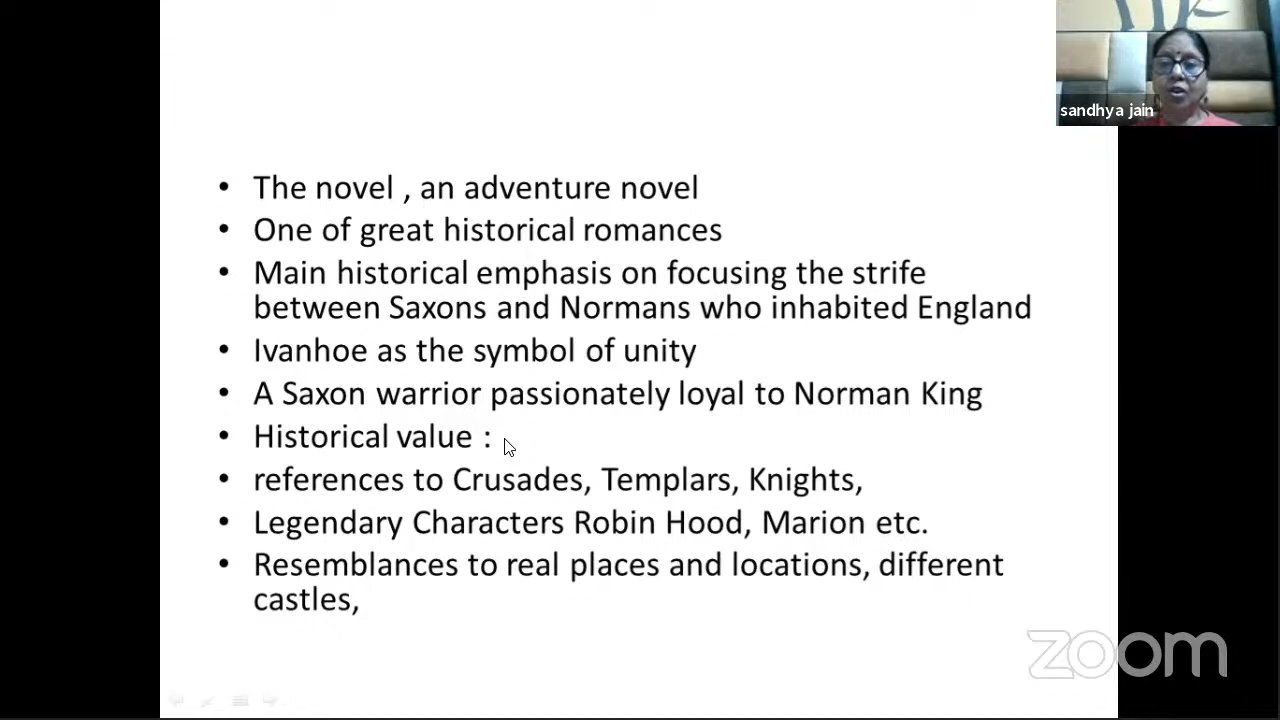 sandhya jain
• The novel , an adventure novel
• One of great historical romances
• Main historical emphasis on focusing the strife
between Saxons and Normans who inhabited England
• Ivanhoe as the symbol of unity
• A Saxon warrior passionately loyal to Norman King
• Historical value :
• references to Crusades, Templars, Knights,
• Legendary Characters Robin Hood, Marion etc.
• Resemblances to real places and locations, different
castles,
zoom